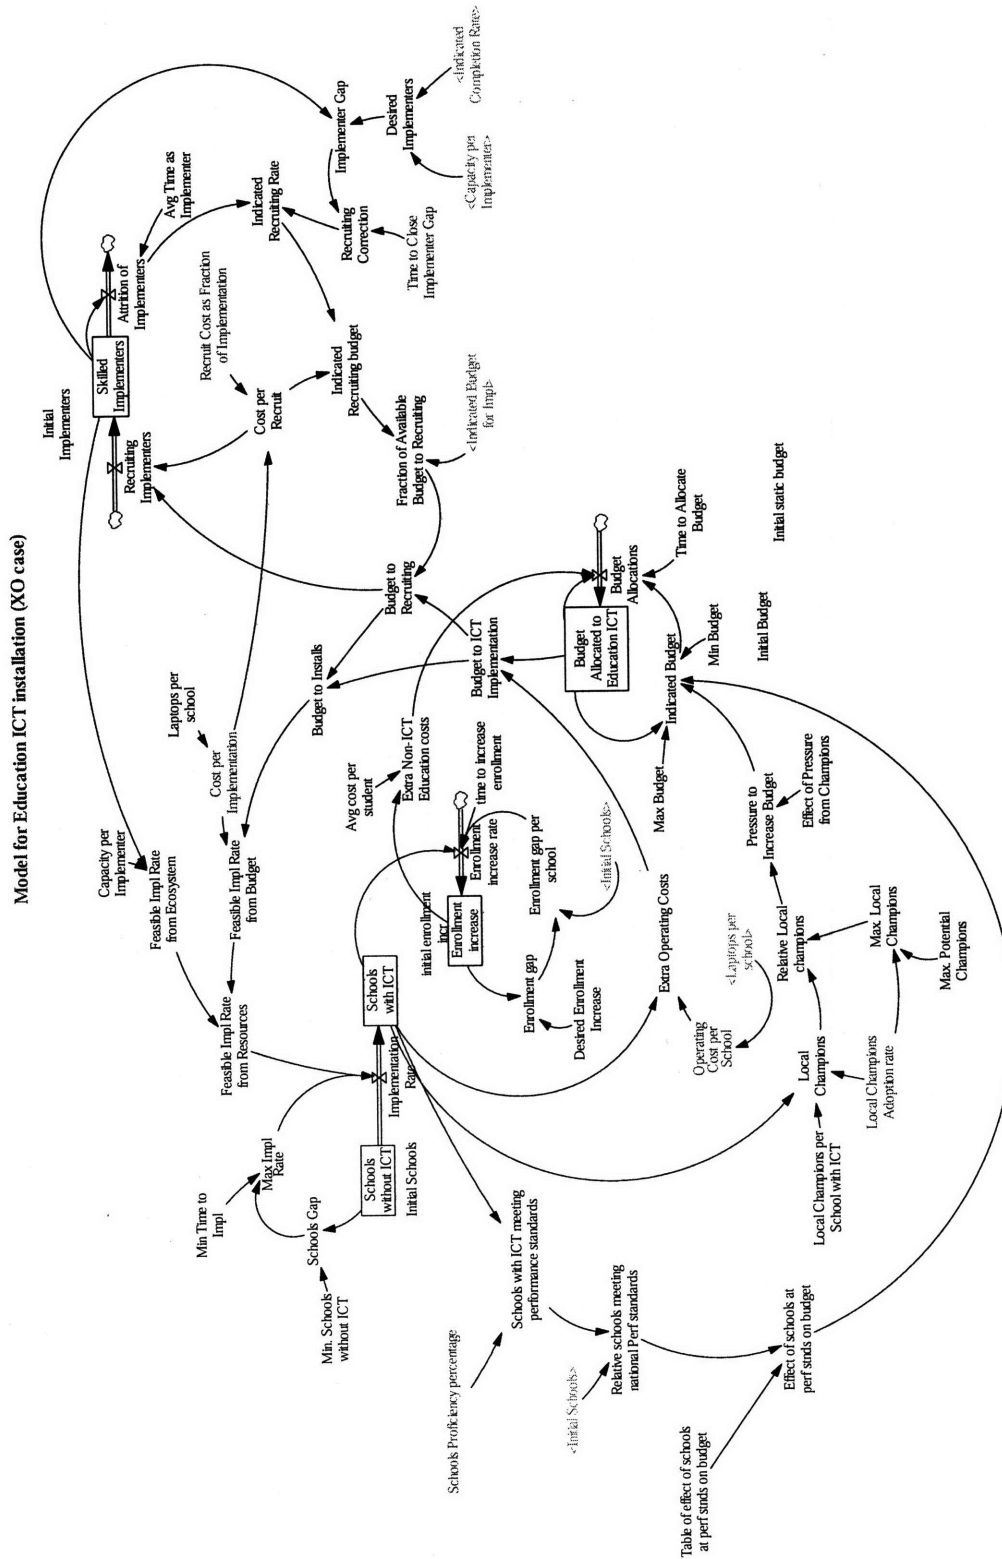 Model for Education ICT installation (XO case)
Initial
Implementers
Skilled
Implementers
Recruiting
Implementers
Attrition of
Implementers
Avg Time as
Implementer
Recruit Cost as Fraction
of Implementation
Cost per
Recruit
Indicated
Recruiting Rate
Implementer Gap
Desired
Implementers
<Indicated
Completion Rate>
<Capacity per
Implementer>
Recruiting
Correction
Time to Close
Implementer Gap
Indicated
Recruiting budget
Fraction of Available
Budget to Recruiting
<Indicated Budget
for Impl>
Budget to
Recruiting
Budget to Installs
Budget to ICT
Implementation
Laptops per
school
Cost per
Implementation
Capacity per
Implementer
Feasible Impl Rate
from Ecosystem
Feasible Impl Rate
from Budget
Feasible Impl Rate
from Resources
Min Time to
Impl
Max Impl
Rate
Schools Gap
Min. Schools
without ICT
Schools
without ICT
Initial Schools
Implementation
Rate
Schools
with ICT
Avg cost per
student
Extra Non-ICT
Education costs
initial enrollment
incr
Enrollment
increase
Enrollment
increase rate
time to increase
enrollment
Enrollment gap per
school
<Initial Schools>
Enrollment gap
Desired Enrollment
Increase
Budget
Allocated to
Education ICT
Budget
Allocations
Time to Allocate
Budget
Indicated Budget
Min Budget
Max Budget
Initial Budget
Initial static budget
Extra Operating Costs
<Laptops per
school>
Operating
Cost per
School
Pressure to
Increase Budget
Effect of Pressure
from Champions
Relative Local
champions
Max. Local
Champions
Max. Potential
Champions
Local
Champions
Local Champions
Adoption rate
Local Champions per
School with ICT
Schools with ICT meeting
performance standards
Schools Proficiency percentage
Relative schools meeting
national Perf standards
<Initial Schools>
Effect of schools at
perf stnds on budget
Table of effect of schools
at perf stnds on budget